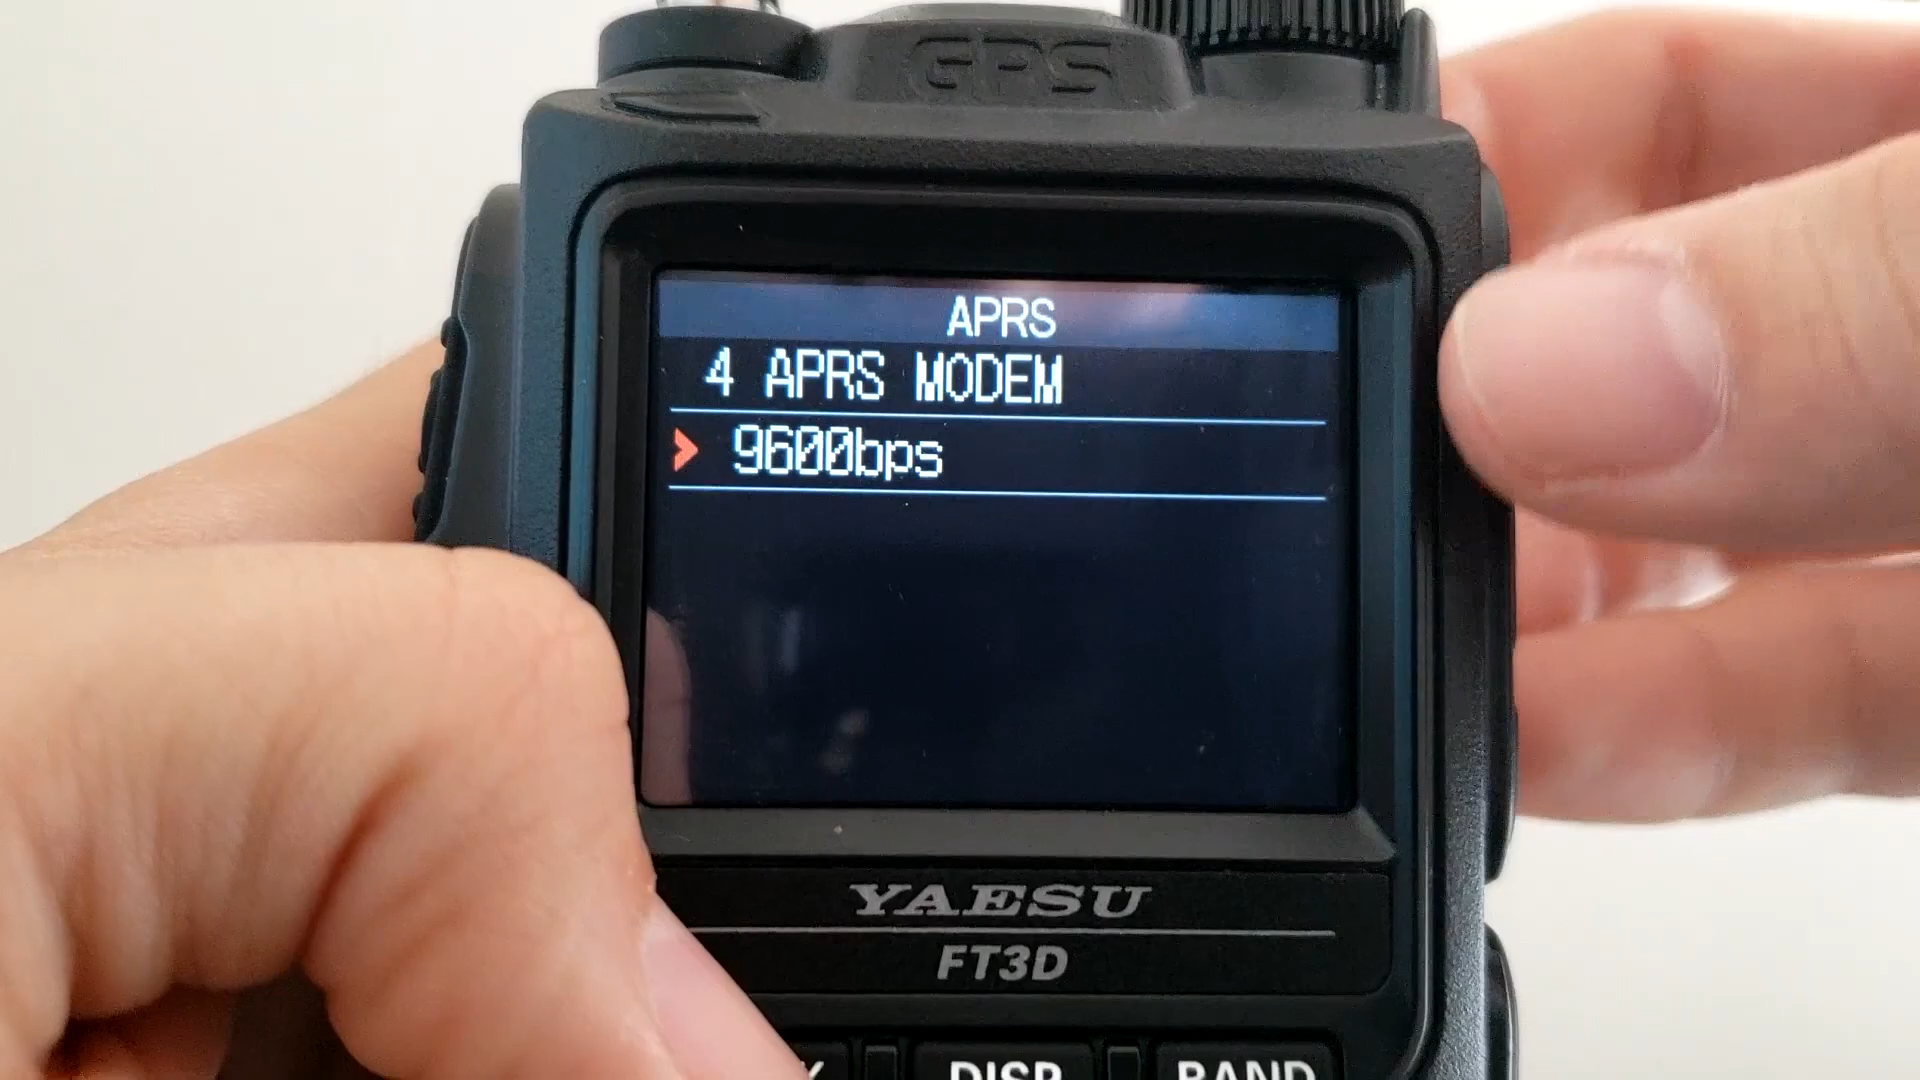 GPS
APRS
4 APRS MODEM
9600bps
YAESU
FT3D
DISP
BAND